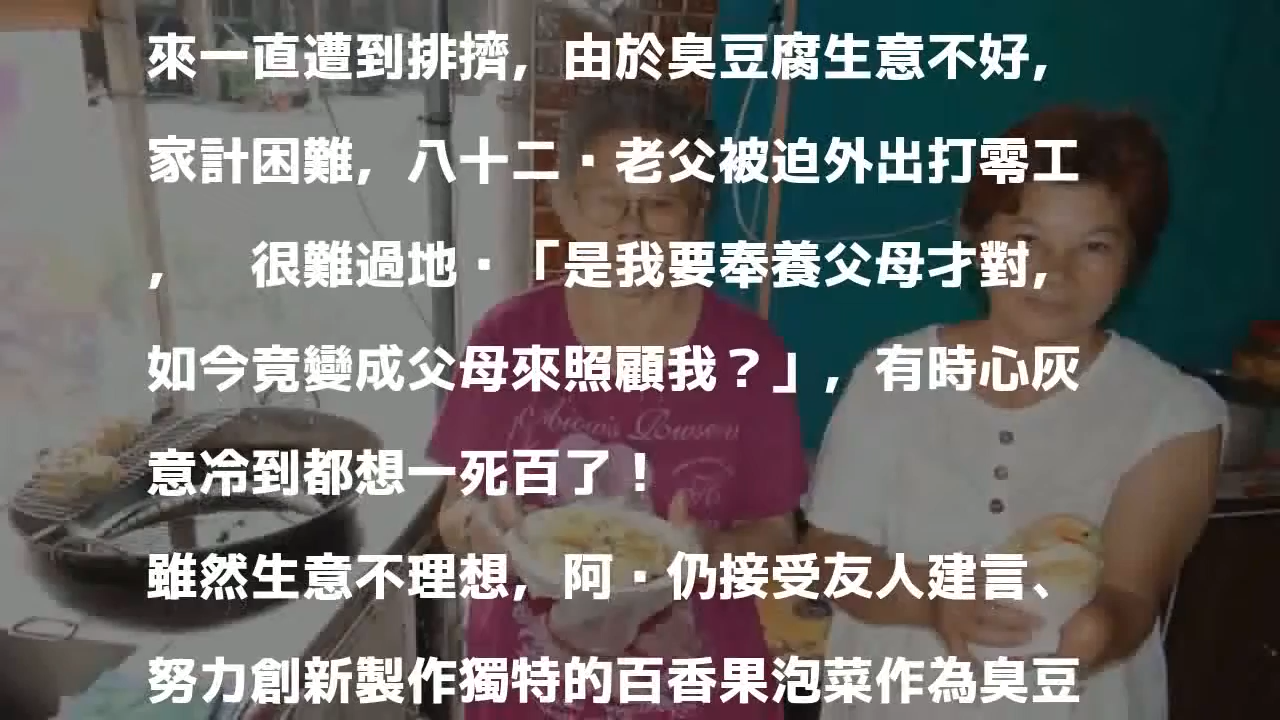 來一直遭到排擠，由於臭豆腐生意不好，
家計困難，八十二▪老父被迫外出打零工
，　很難過地▪「是我要奉養父母才對，
如今竟變成父母來照顧我？」，有時心灰
意冷到都想一死百了！
雖然生意不理想，阿▪仍接受友人建言、
努力創新製作獨特的百香果泡菜作為臭豆